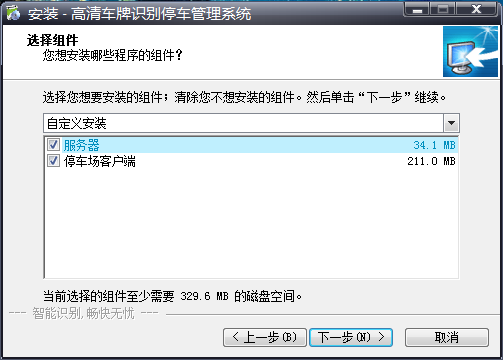 安装 - 高清车牌识别停车管理系统
选择组件
您想安装哪些程序的组件？
选择您想要安装的组件；清除您不想安装的组件。然后单击“下一步”继续。
自定义安装
服务器 34.1 MB
停车场客户端 211.0 MB
当前选择的组件至少需要 329.6 MB 的磁盘空间。
--- 智能识别,畅快无忧 ---
< 上一步(B)
下一步(N) >
取消